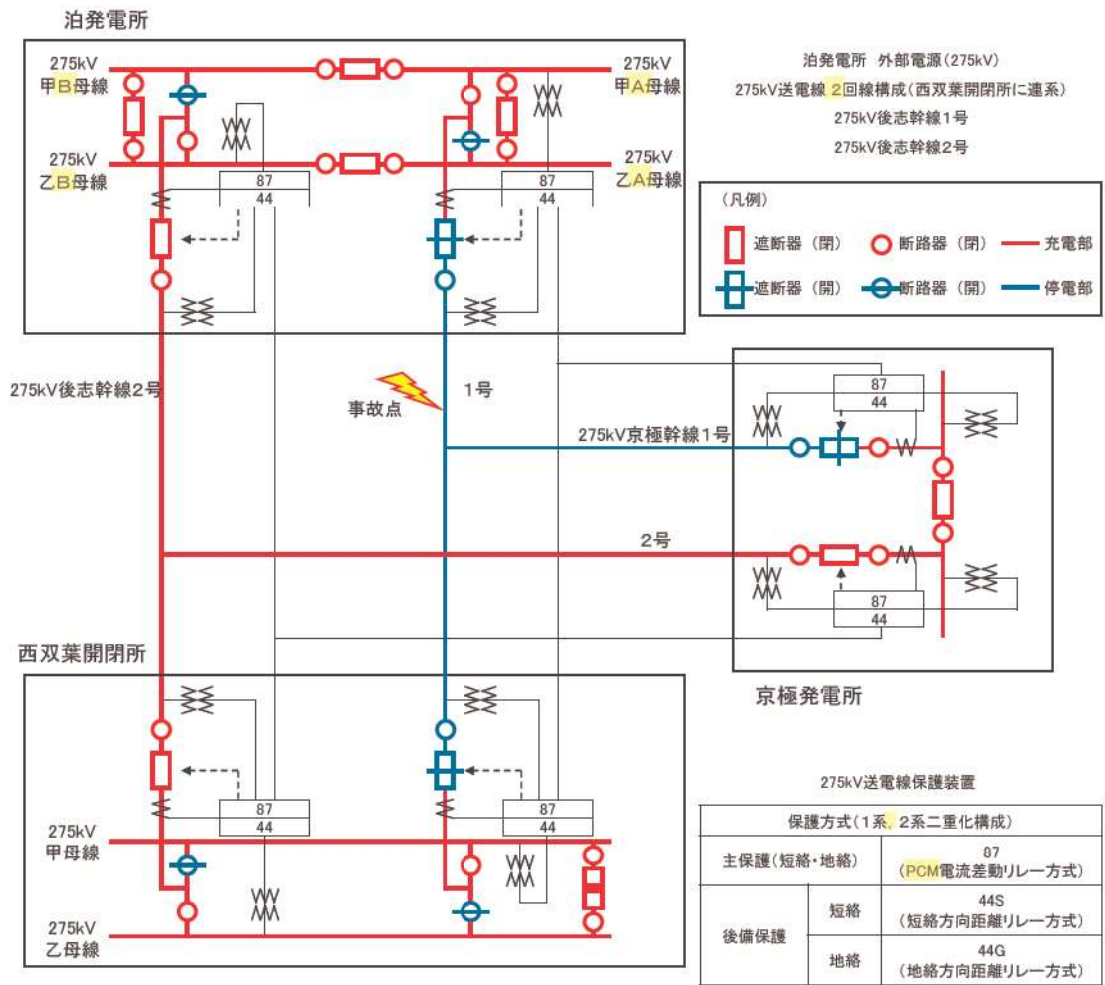 泊発電所
275kV
甲B母線
275kV
甲A母線
275kV
乙B母線
275kV
乙A母線
87
44
87
44
泊発電所 外部電源(275kV)
275kV送電線 2回線構成(西双葉開閉所に連系)
275kV後志幹線1号
275kV後志幹線2号
(凡例)
遮断器(閉)
断路器(閉)
充電部
遮断器(開)
断路器(開)
停電部
275kV後志幹線2号
1号
事故点
275kV京極幹線1号
2号
87
44
87
44
京極発電所
西双葉開閉所
87
44
87
44
275kV
甲母線
275kV
乙母線
275kV送電線保護装置
保護方式(1系、2系二重化構成)
主保護(短絡・地絡)
87
(PCM電流差動リレー方式)
後備保護
短絡
44S
(短絡方向距離リレー方式)
地絡
44G
(地絡方向距離リレー方式)